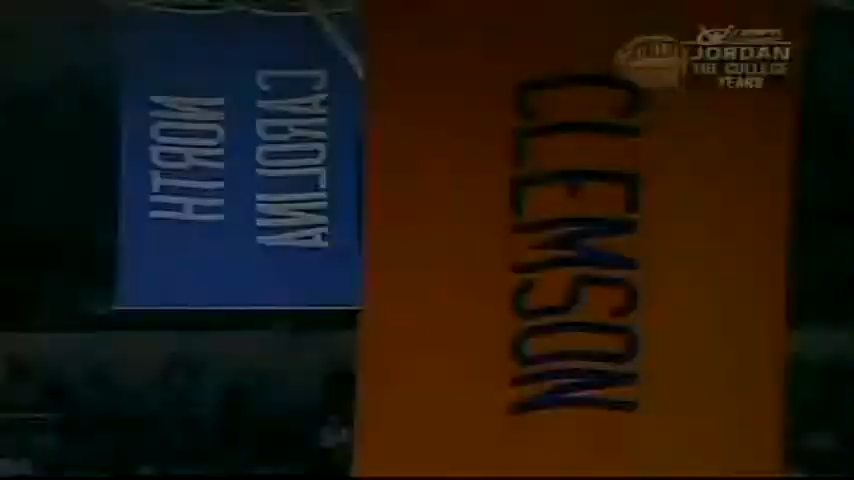 NORTH
CAROLINA
CLEMSON
JORDAN
THE COLLEGE
YEARS